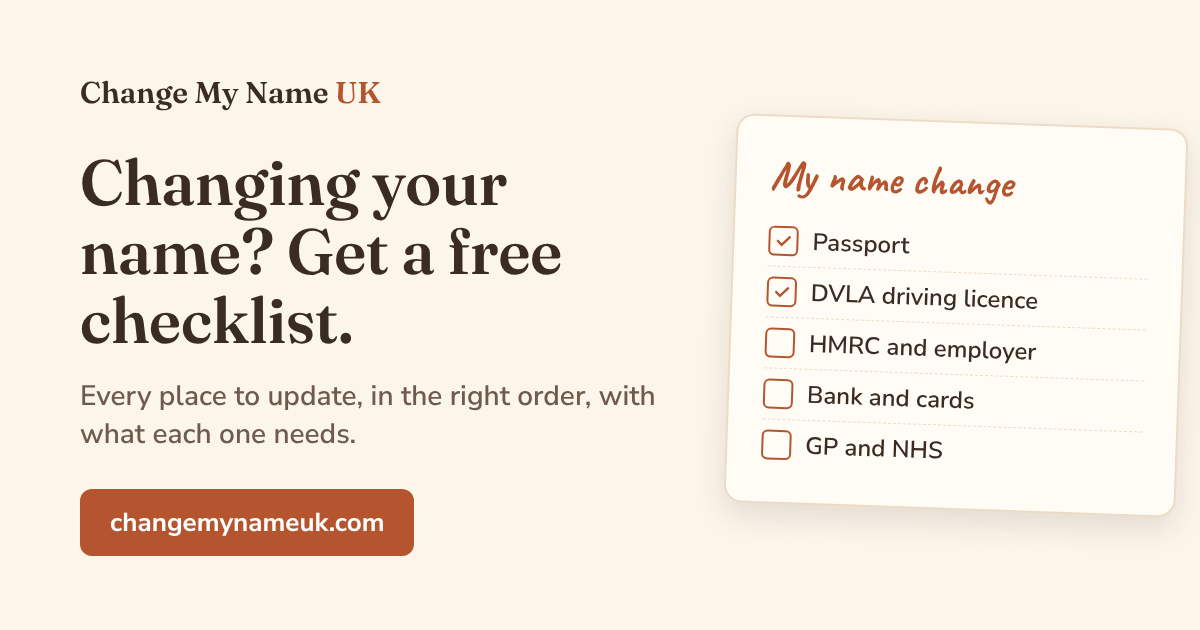 Change My Name UK
Changing your
name? Get a free
checklist.
Every place to update, in the right order, with
what each one needs.
changemynameuk.com
My name change
Passport
DVLA driving licence
HMRC and employer
Bank and cards
GP and NHS